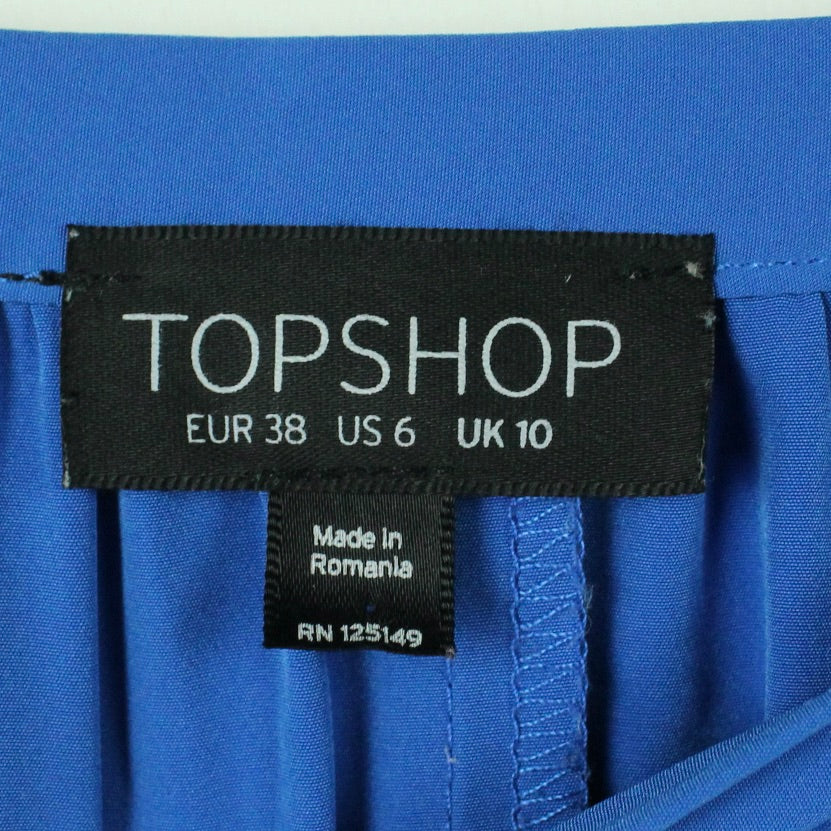 TOPSHOP
EUR 38 US 6 UK 10
Made in
Romania
RN 125149